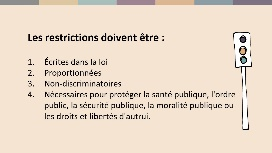 Les restrictions doivent être :
1. Écrites dans la loi
2. Proportionnées
3. Non-discriminatoires
4. Nécessaires pour protéger la santé publique, l'ordre
public, la sécurité publique, la moralité publique ou
les droits et libertés d'autrui.